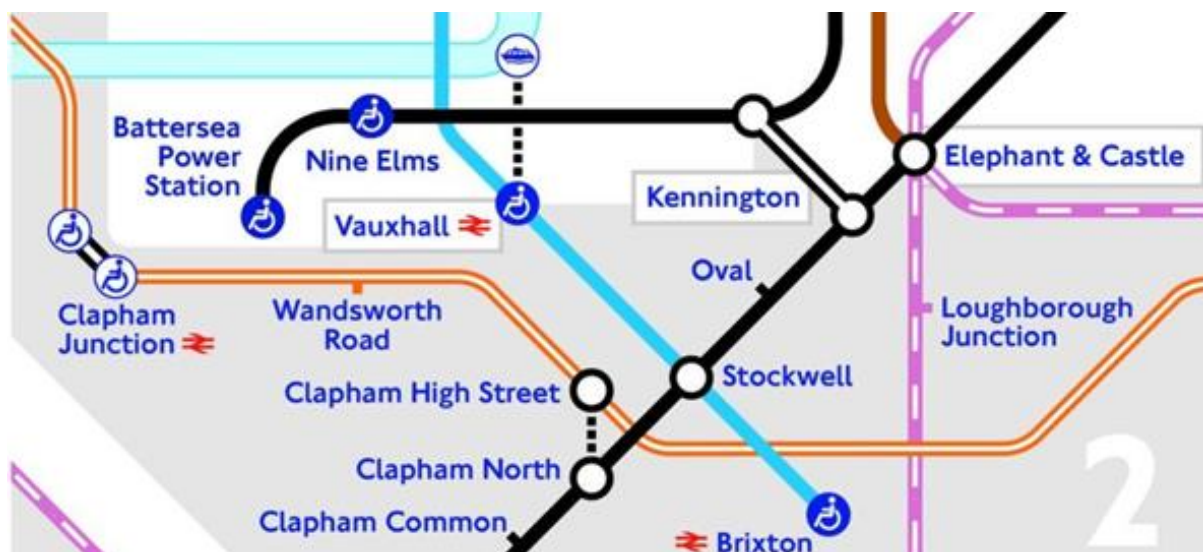 Battersea
Power
Station
Nine Elms
Vauxhall
Kennington
Elephant & Castle
Oval
Clapham
Junction
Wandsworth
Road
Loughborough
Junction
Clapham High Street
Stockwell
Clapham North
Clapham Common
Brixton
2